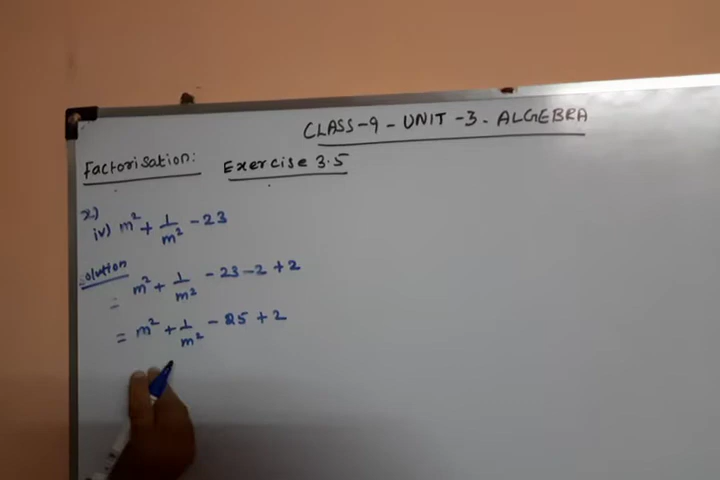 CLASS-9-UNIT-3-ALGEBRA
Factorisation: Exercise 3.5
2)
iv) m² + 1/m² - 23
Solution
= m² + 1/m² - 23 - 2 + 2
= m² + 1/m² - 25 + 2